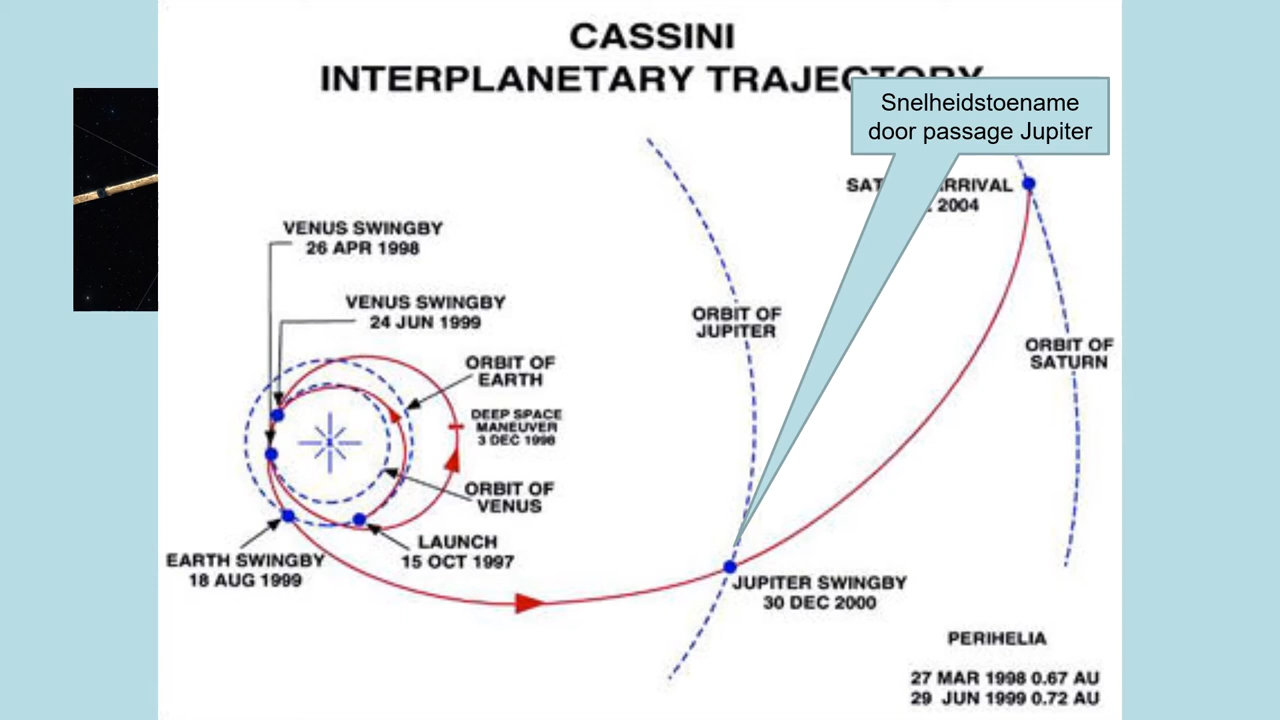 CASSINI
INTERPLANETARY TRAJECTORY
Snelheidstoename
door passage Jupiter
ARRIVAL
2004
VENUS SWINGBY
26 APR 1998
VENUS SWINGBY
24 JUN 1999
ORBIT OF
JUPITER
ORBIT OF
SATURN
ORBIT OF
EARTH
DEEP SPACE
MANEUVER
3 DEC 1998
ORBIT OF
VENUS
LAUNCH
15 OCT 1997
EARTH SWINGBY
18 AUG 1999
JUPITER SWINGBY
30 DEC 2000
PERIHELIA
27 MAR 1998 0.67 AU
29 JUN 1999 0.72 AU